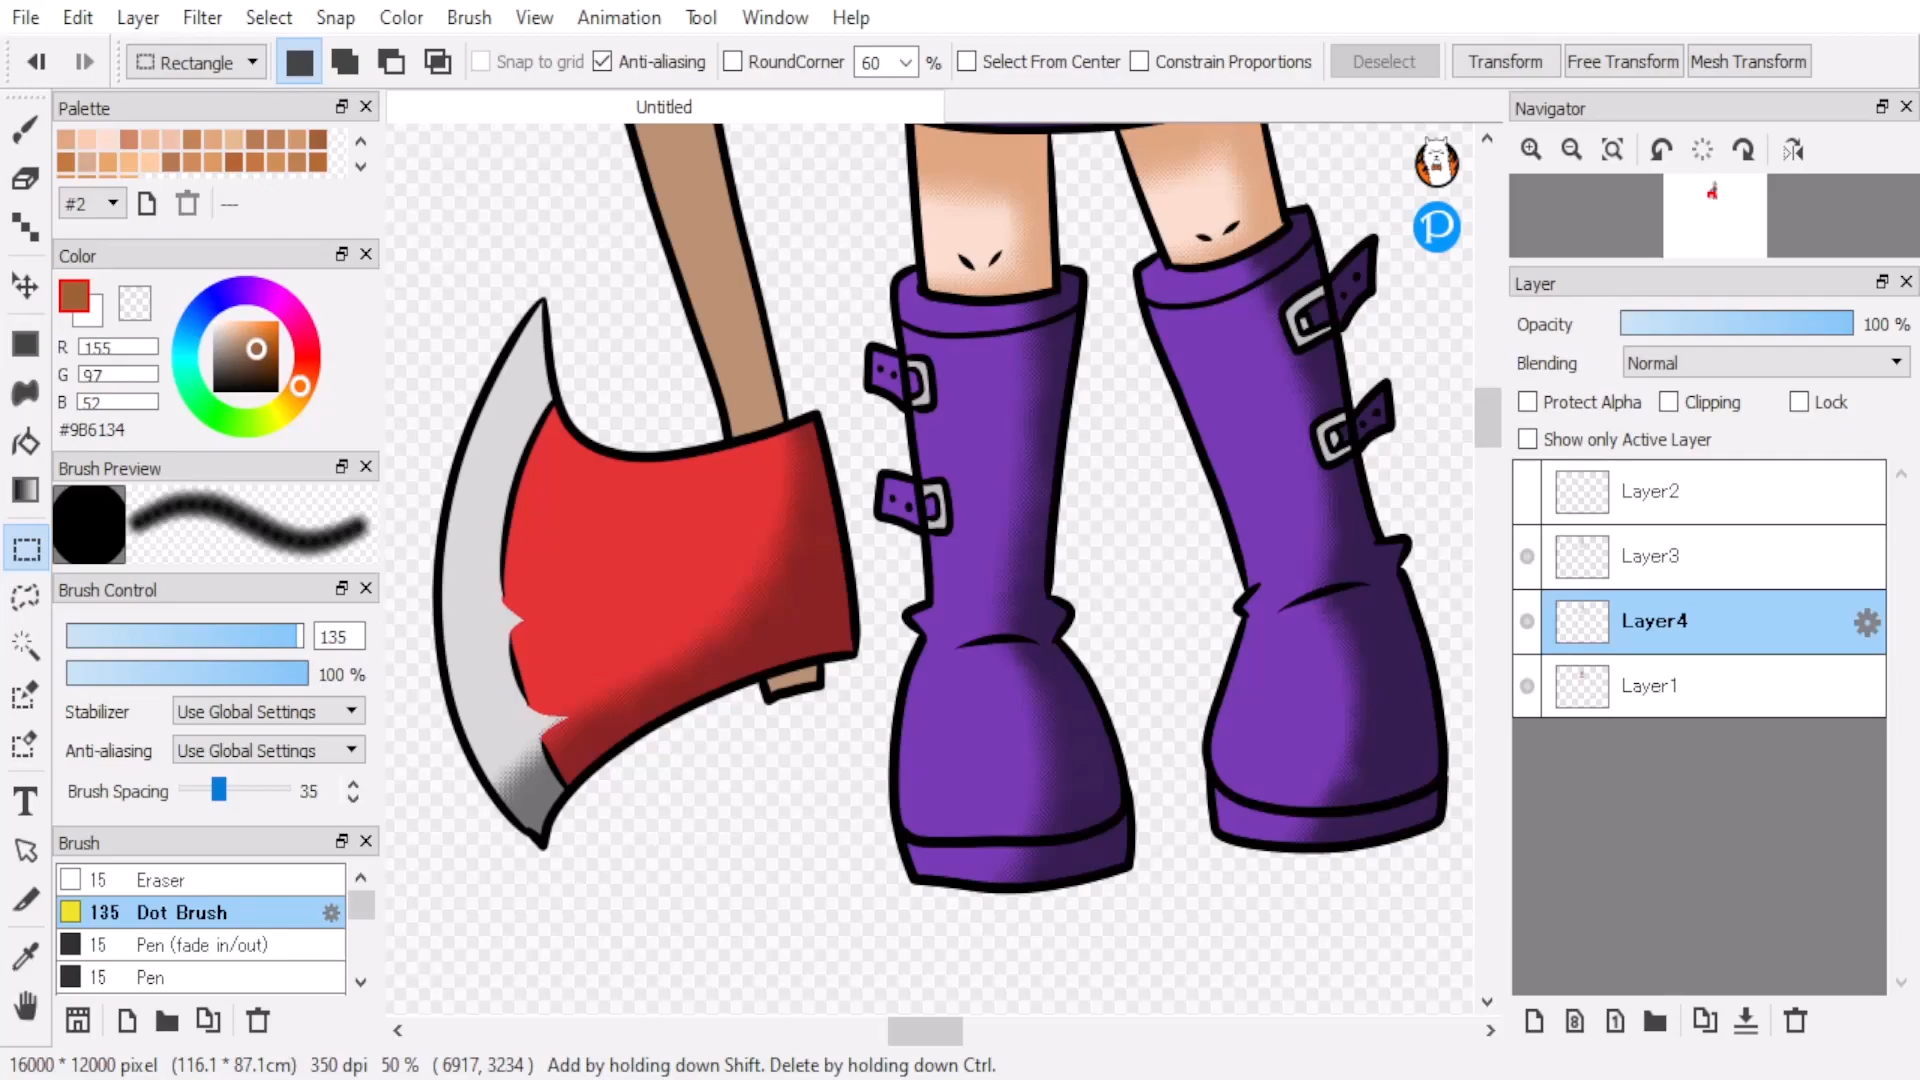 File Edit Layer Filter Select Snap Color Brush View Animation Tool Window Help
Rectangle Snap to grid Anti-aliasing RoundCorner 60 % Select From Center Constrain Proportions Deselect Transform Free Transform Mesh Transform
Palette
#2
---
Color
R 155
G 97
B 52
#9B6134
Brush Preview
Brush Control
135
100 %
Stabilizer Use Global Settings
Anti-aliasing Use Global Settings
Brush Spacing 35
Brush
15 Eraser
135 Dot Brush
15 Pen (fade in/out)
15 Pen
Untitled
P
Navigator
Layer
Opacity 100 %
Blending Normal
Protect Alpha Clipping Lock
Show only Active Layer
Layer2
Layer3
Layer4
Layer1
8 1
16000 * 12000 pixel (116.1 * 87.1cm) 350 dpi 50 % ( 6917, 3234 ) Add by holding down Shift. Delete by holding down Ctrl.